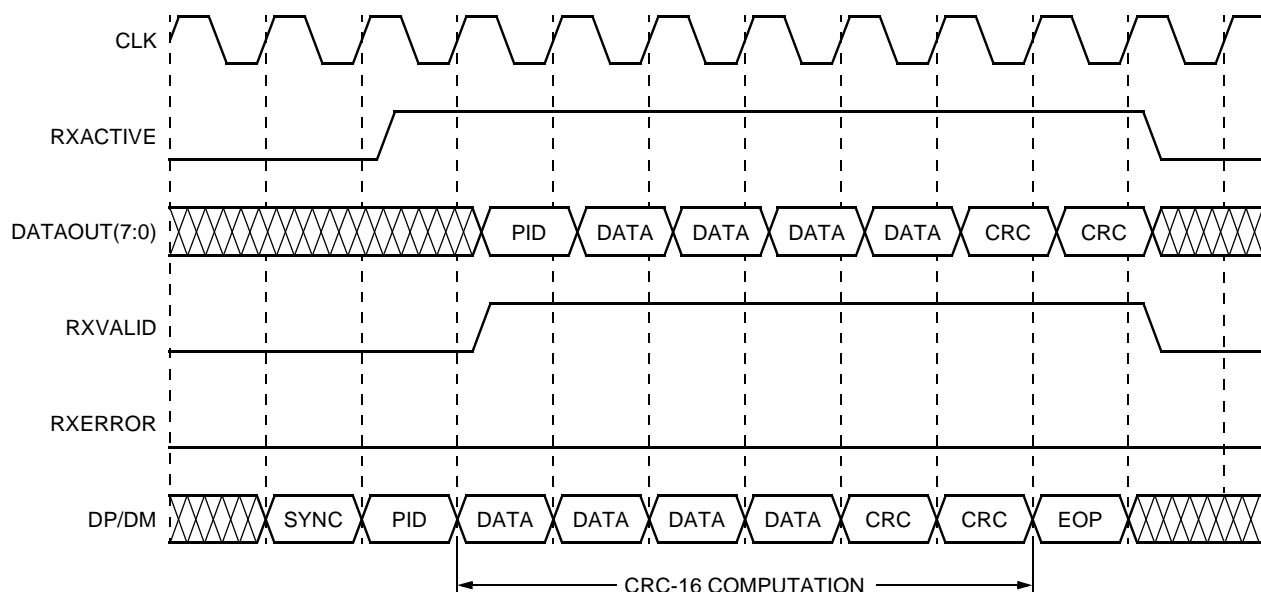 CLK
RXACTIVE
DATAOUT(7:0) PID DATA DATA DATA DATA CRC CRC
RXVALID
RXERROR
DP/DM SYNC PID DATA DATA DATA DATA CRC CRC EOP
CRC-16 COMPUTATION